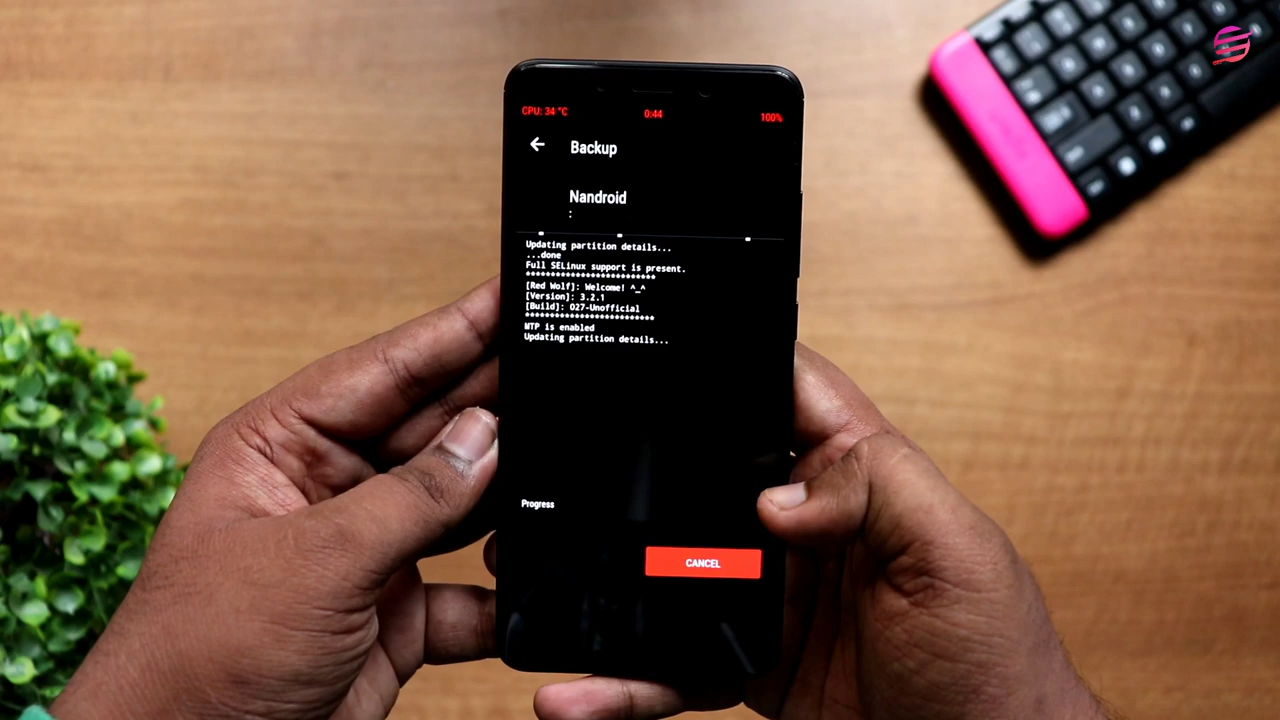 CPU: 34 °C 0:44 100%
Backup
Nandroid
:
Updating partition details...
...done
Full SELinux support is present.
**************************
[Red Wolf]: Welcome! ^_^
[Version]: 3.2.1
[Build]: 027-Unofficial
**************************
MTP is enabled
Updating partition details...
Progress
CANCEL